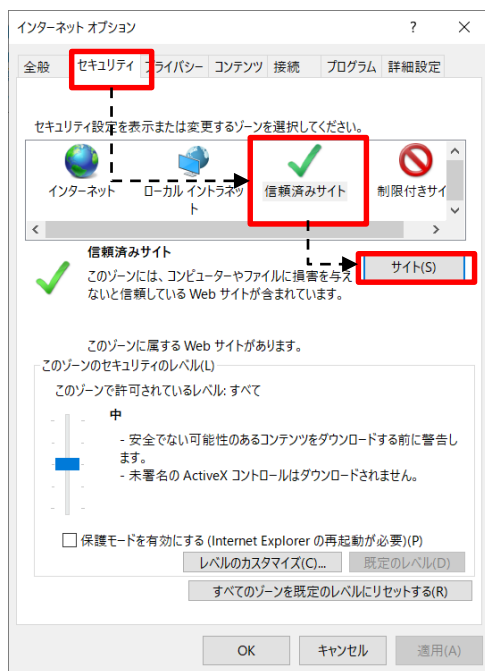 インターネット オプション ? ×
全般 セキュリティ プライバシー コンテンツ 接続 プログラム 詳細設定
セキュリティ設定を表示または変更するゾーンを選択してください。
インターネット ローカル イントラネッ 信頼済みサイト 制限付きサイ
ト
信頼済みサイト
サイト(S)
このゾーンには、コンピューターやファイルに損害を与え
ないと信頼している Web サイトが含まれています。
このゾーンに属する Web サイトがあります。
このゾーンのセキュリティのレベル(L)
このゾーンで許可されているレベル: すべて
中
- 安全でない可能性のあるコンテンツをダウンロードする前に警告し
ます。
- 未署名の ActiveX コントロールはダウンロードされません。
保護モードを有効にする (Internet Explorer の再起動が必要)(P)
レベルのカスタマイズ(C)... 既定のレベル(D)
すべてのゾーンを既定のレベルにリセットする(R)
OK キャンセル 適用(A)